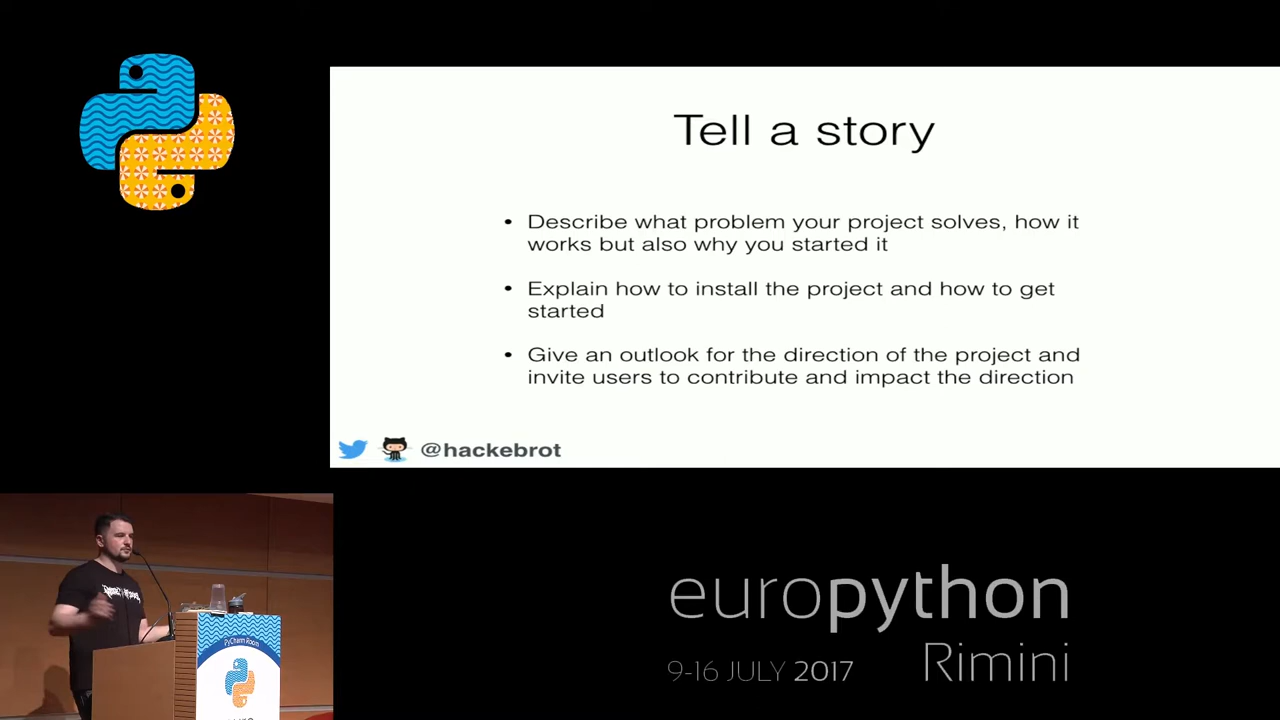 Tell a story
• Describe what problem your project solves, how it
works but also why you started it
• Explain how to install the project and how to get
started
• Give an outlook for the direction of the project and
invite users to contribute and impact the direction
@hackebrot
PyCharm Room
europython
Rimini
9-16 JULY 2017